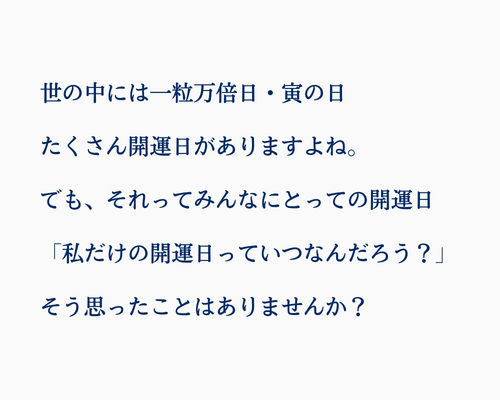 世の中には一粒万倍日・寅の日
たくさん開運日がありますよね。
でも、それってみんなにとっての開運日
「私だけの開運日っていつなんだろう？」
そう思ったことはありませんか？